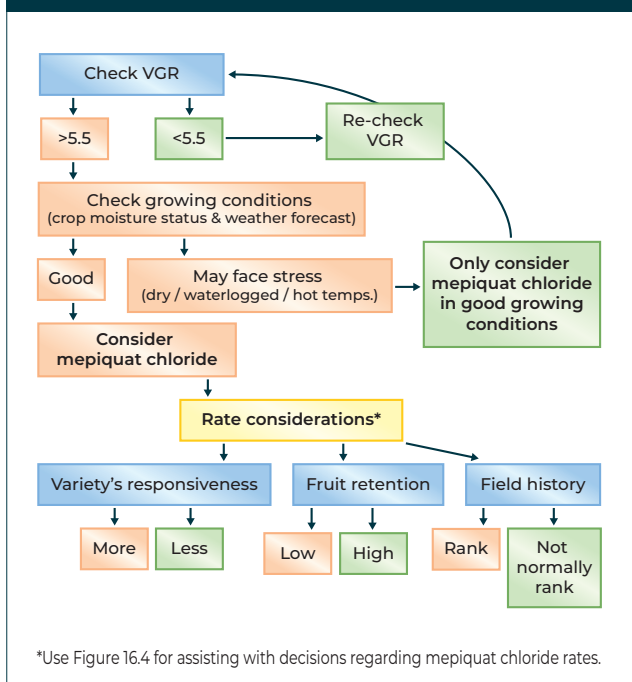 Check VGR
>5.5
<5.5
Re-check
VGR
Check growing conditions
(crop moisture status & weather forecast)
Good
May face stress
(dry / waterlogged / hot temps.)
Only consider
mepiquat chloride
in good growing
conditions
Consider
mepiquat chloride
Rate considerations*
Variety's responsiveness
Fruit retention
Field history
More
Less
Low
High
Rank
Not
normally
rank
*Use Figure 16.4 for assisting with decisions regarding mepiquat chloride rates.